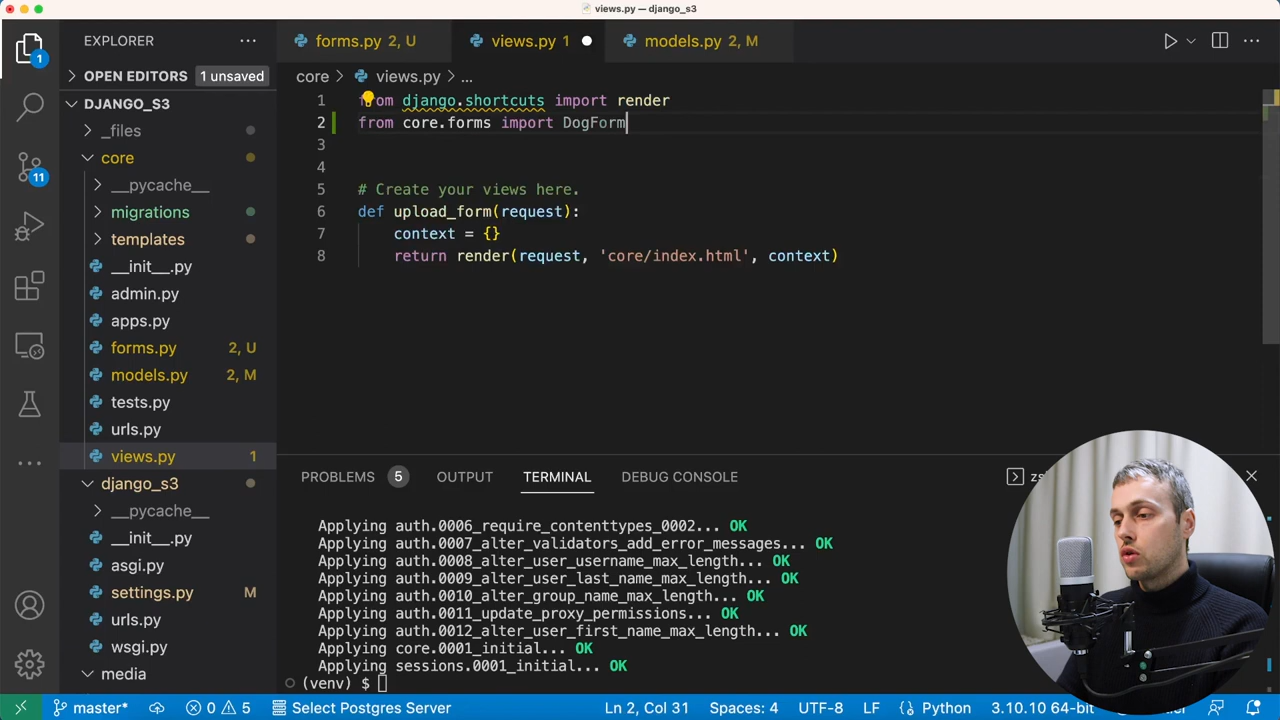 views.py — django_s3
EXPLORER
1
OPEN EDITORS 1 unsaved
DJANGO_S3
_files
core
__pycache__
migrations
templates
__init__.py
admin.py
apps.py
forms.py 2, U
models.py 2, M
tests.py
urls.py
views.py 1
django_s3
__pycache__
__init__.py
asgi.py
settings.py M
urls.py
wsgi.py
media
11
forms.py 2, U
views.py 1
models.py 2, M
core > views.py > ...
1 from django.shortcuts import render
2 from core.forms import DogForm
3
4
5 # Create your views here.
6 def upload_form(request):
7 context = {}
8 return render(request, 'core/index.html', context)
PROBLEMS 5 OUTPUT TERMINAL DEBUG CONSOLE
Applying auth.0006_require_contenttypes_0002... OK
Applying auth.0007_alter_validators_add_error_messages... OK
Applying auth.0008_alter_user_username_max_length... OK
Applying auth.0009_alter_user_last_name_max_length... OK
Applying auth.0010_alter_group_name_max_length... OK
Applying auth.0011_update_proxy_permissions... OK
Applying auth.0012_alter_user_first_name_max_length... OK
Applying core.0001_initial... OK
Applying sessions.0001_initial... OK
(venv) $
master* 0 5 Select Postgres Server Ln 2, Col 31 Spaces: 4 UTF-8 LF Python 3.10.10 64-bit